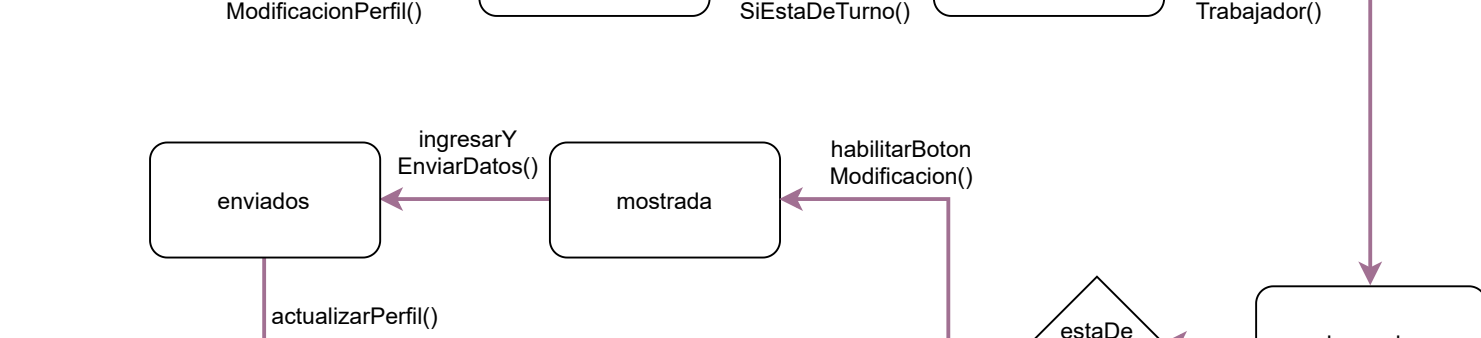 ModificacionPerfil()
SiEstaDeTurno()
Trabajador()
ingresarY
EnviarDatos()
habilitarBoton
Modificacion()
enviados
mostrada
actualizarPerfil()
estaDe